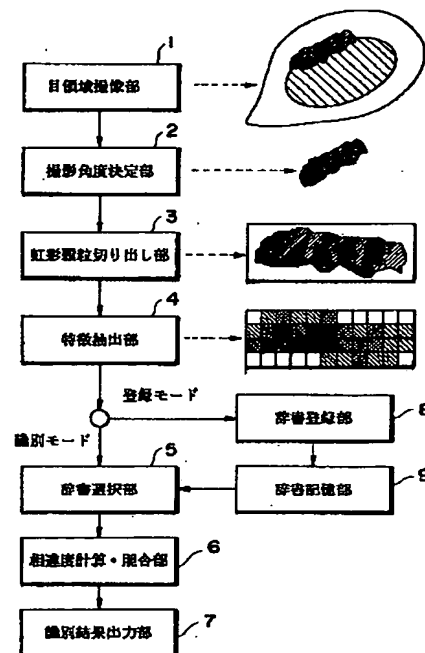 1
目領域撮像部
2
撮影角度決定部
3
虹彩顆粒切り出し部
4
特徴抽出部
登録モード
識別モード
8
辞書登録部
5
辞書選択部
9
辞書記憶部
6
相違度計算・照合部
7
識別結果出力部